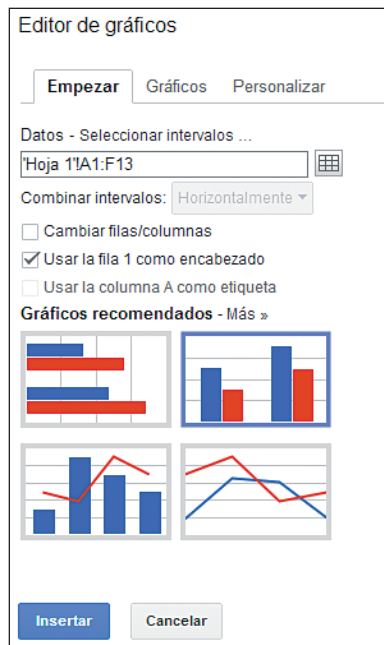 Editor de gráficos
Empezar Gráficos Personalizar
Datos - Seleccionar intervalos ...
'Hoja 1'!A1:F13
Combinar intervalos: Horizontalmente
Cambiar filas/columnas
Usar la fila 1 como encabezado
Usar la columna A como etiqueta
Gráficos recomendados - Más »
Insertar Cancelar